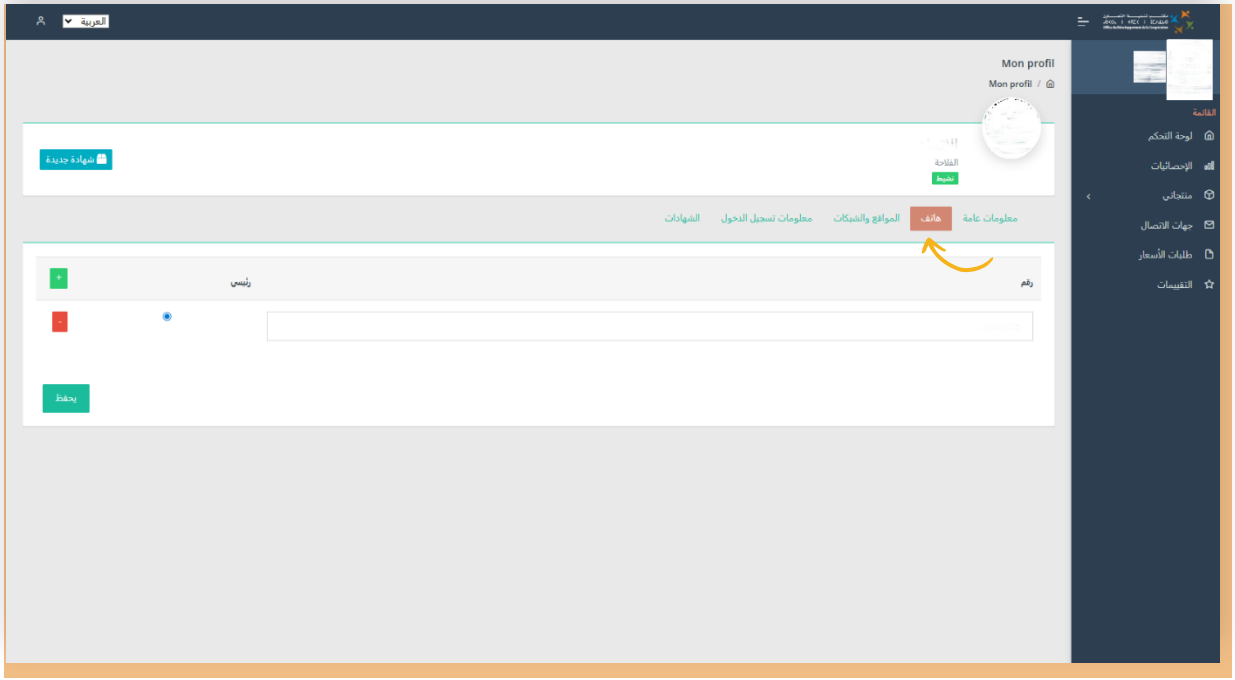 العربية
Mon profil
Mon profil / 
القائمة
لوحة التحكم
الإحصائيات
منتجاتي
جهات الاتصال
طلبات الأسعار
التقييمات
الفلاحة
نشيط
شهادة جديدة
معلومات عامة هاتف المواقع والشبكات معلومات تسجيل الدخول الشهادات
رقم رئيسي +
-
يحفظ